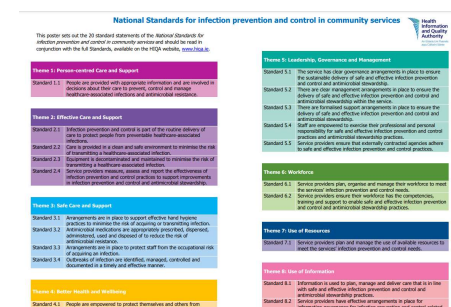 National Standards for infection prevention and control in community services
Health
Information
and Quality
Authority
This poster sets out the 20 standard statements of the National Standards for
infection prevention and control in community services and should be read in
conjunction with the full Standards, available on the HIQA website, www.hiqa.ie.
Theme 1: Person-centred Care and Support
Standard 1.1 People are provided with appropriate information and are involved in
decisions about their care to prevent, control and manage
healthcare-associated infections and antimicrobial resistance.
Theme 2: Effective Care and Support
Standard 2.1 Infection prevention and control is part of the routine delivery of
care to protect people from preventable healthcare-associated
infections.
Standard 2.2 Care is provided in a clean and safe environment to minimise the risk
of transmitting a healthcare-associated infection.
Standard 2.3 Equipment is decontaminated and maintained to minimise the risk of
transmitting a healthcare-associated infection.
Standard 2.4 Service providers measure, assess and report the effectiveness of
infection prevention and control practices to support improvements
in infection prevention and control and antimicrobial stewardship.
Theme 3: Safe Care and Support
Standard 3.1 Arrangements are in place to support effective hand hygiene
practices to minimise the risk of acquiring or transmitting infection.
Standard 3.2 Antimicrobial medications are appropriately prescribed, dispensed,
administered, used and disposed of to reduce the risk of
antimicrobial resistance.
Standard 3.3 Arrangements are in place to protect staff from the occupational risk
of acquiring an infection.
Standard 3.4 Outbreaks of infection are identified, managed, controlled and
documented in a timely and effective manner.
Theme 4: Better Health and Wellbeing
Standard 4.1 People are empowered to protect themselves and others from
Theme 5: Leadership, Governance and Management
Standard 5.1 The service has clear governance arrangements in place to ensure
the sustainable delivery of safe and effective infection prevention
and control and antimicrobial stewardship.
Standard 5.2 There are clear management arrangements in place to ensure the
delivery of safe and effective infection prevention and control and
antimicrobial stewardship within the service.
Standard 5.3 There are formalised support arrangements in place to ensure the
delivery of safe and effective infection prevention and control and
antimicrobial stewardship.
Standard 5.4 Staff are empowered to exercise their professional and personal
responsibility for safe and effective infection prevention and control
practices and antimicrobial stewardship practices.
Standard 5.5 Service providers ensure that externally contracted agencies adhere
to safe and effective infection prevention and control practices.
Theme 6: Workforce
Standard 6.1 Service providers plan, organise and manage their workforce to meet
the services' infection prevention and control needs.
Standard 6.2 Service providers ensure their workforce has the competencies,
training and support to enable safe and effective infection prevention
and control and antimicrobial stewardship practices.
Theme 7: Use of Resources
Standard 7.1 Service providers plan and manage the use of available resources to
meet the services' infection prevention and control needs.
Theme 8: Use of Information
Standard 8.1 Information is used to plan, manage and deliver care that is in line
with safe and effective infection prevention and control and
antimicrobial stewardship practices.
Standard 8.2 Service providers have effective arrangements in place for